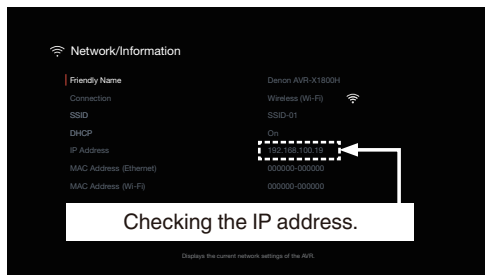 Network/Information
Friendly Name Denon AVR-X1800H
Connection Wireless (Wi-Fi)
SSID SSID-01
DHCP On
IP Address 192.168.100.19
MAC Address (Ethernet) 000000-000000
MAC Address (Wi-Fi) 000000-000000
Checking the IP address.
Displays the current network settings of the AVR.